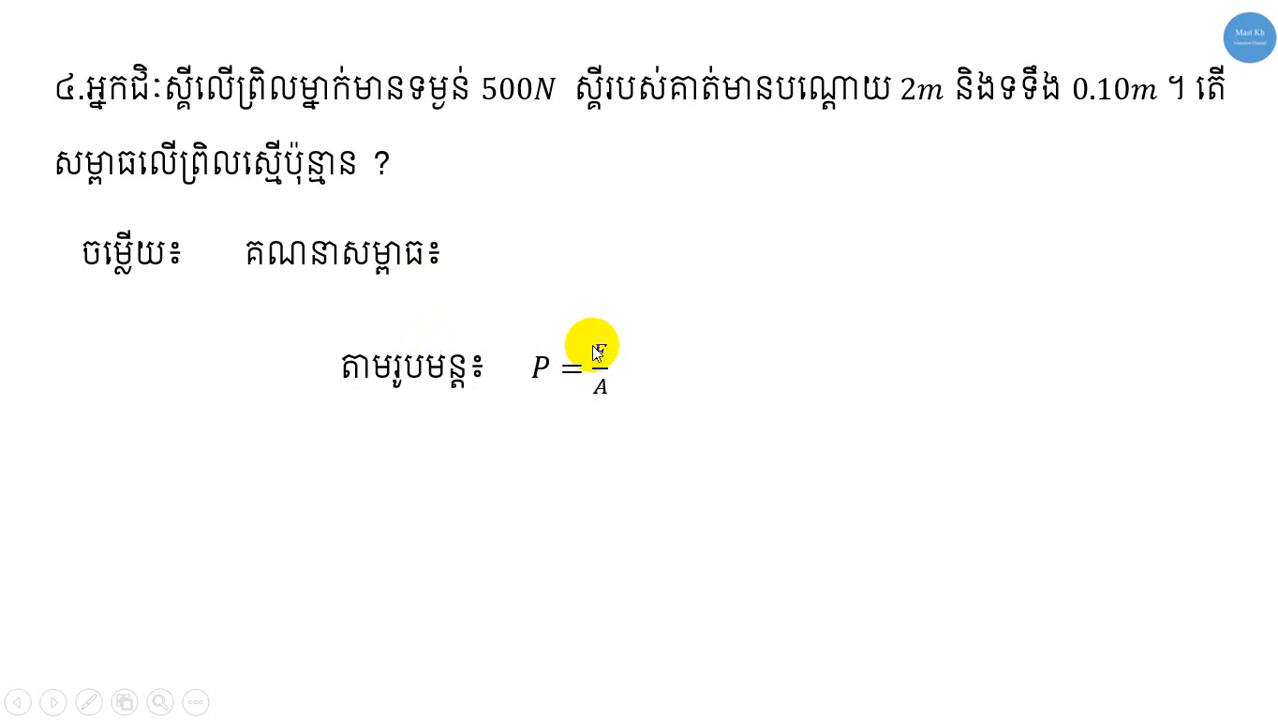 Mast Kh
៤.អ្នកជិះស្គីលើព្រិលម្នាក់មានទម្ងន់ 500N ស្គីរបស់គាត់មានបណ្តោយ 2m និងទទឹង 0.10m ។ តើ
សម្ពាធលើព្រិលស្មើប៉ុន្មាន ?
ចម្លើយ៖ គណនាសម្ពាធ៖
តាមរូបមន្ត៖ P = F/A